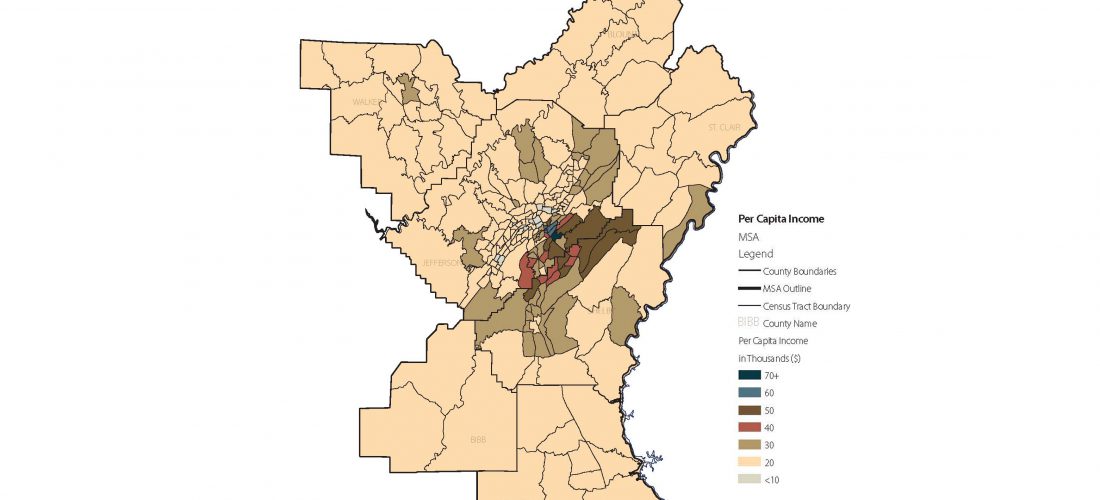 BLOUNT
WALKER
ST. CLAIR
JEFFERSON
BIBB
Per Capita Income
MSA
Legend
County Boundaries
MSA Outline
Census Tract Boundary
BIBB County Name
Per Capita Income
in Thousands ($)
70+
60
50
40
30
20
<10